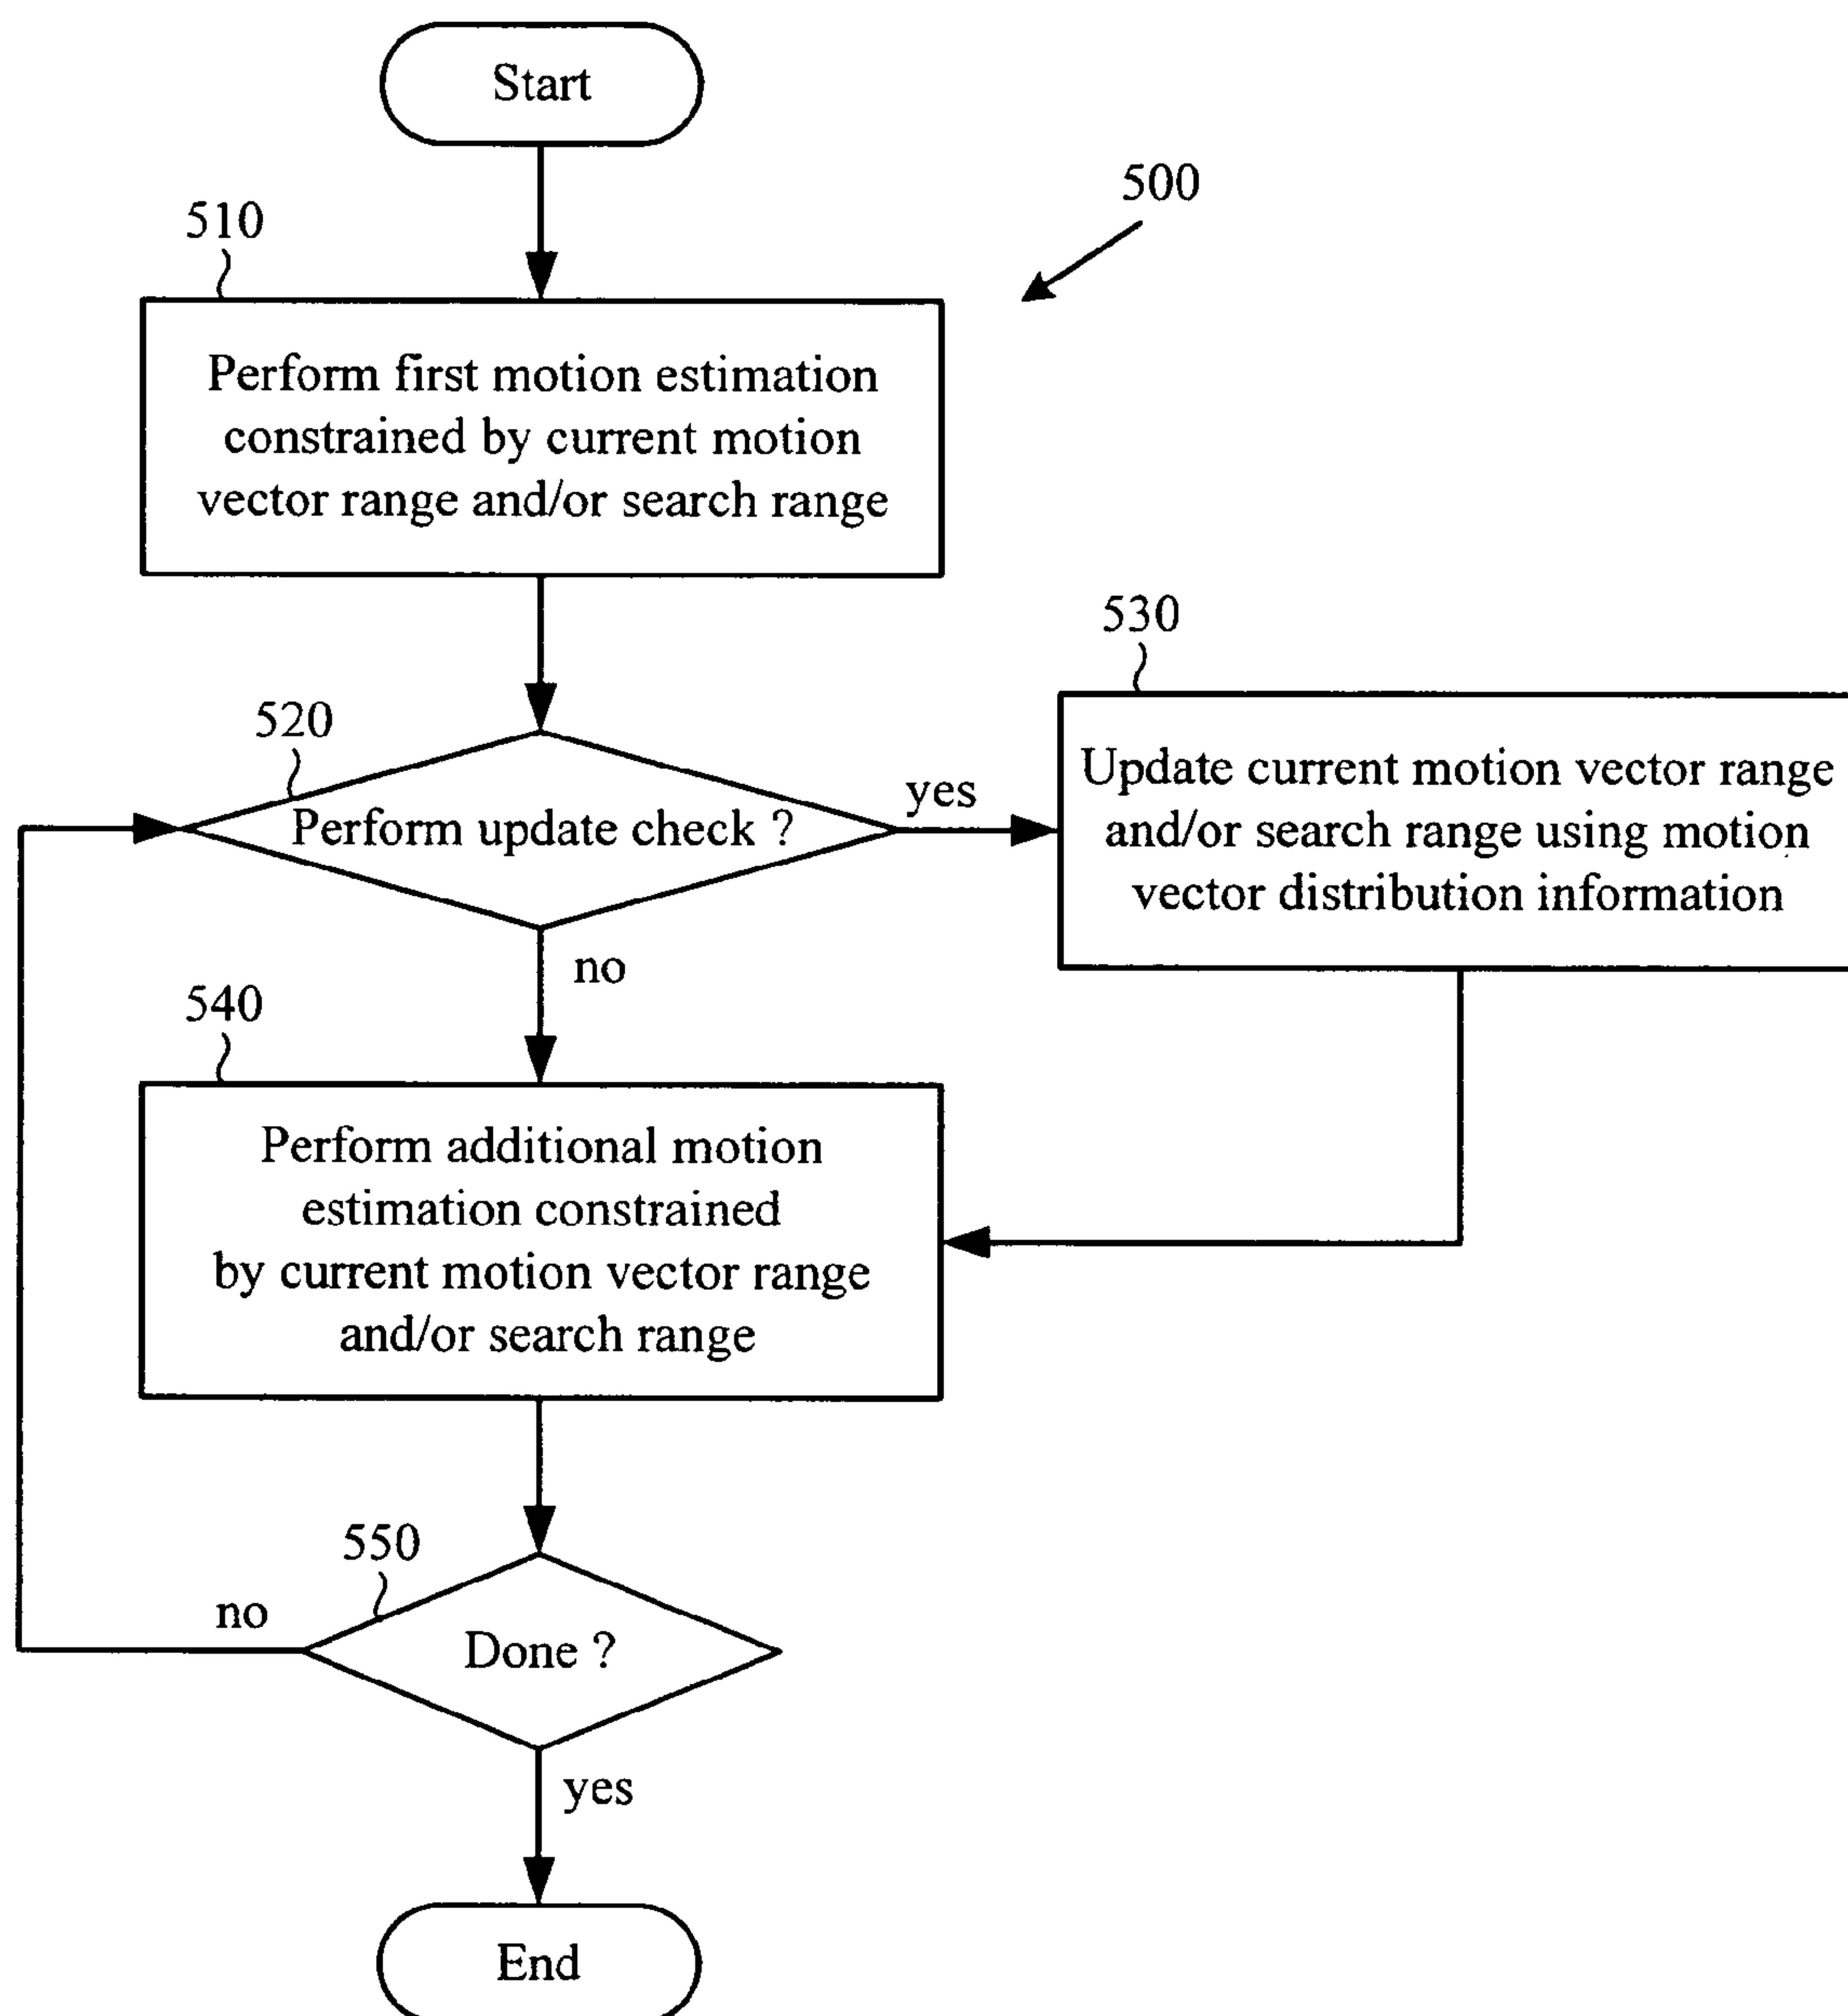 Start
500
510
Perform first motion estimation
constrained by current motion
vector range and/or search range
520
Perform update check ?
yes
530
Update current motion vector range
and/or search range using motion
vector distribution information
no
540
Perform additional motion
estimation constrained
by current motion vector range
and/or search range
550
no
Done ?
yes
End